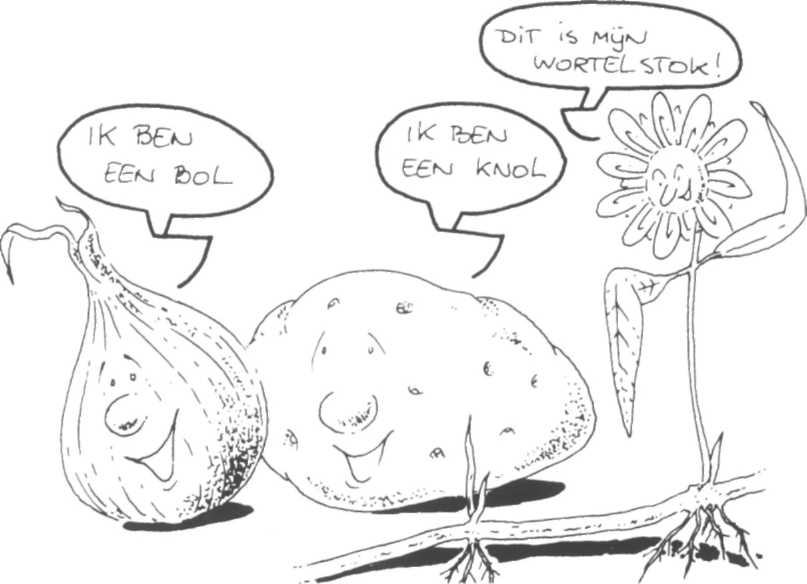 IK BEN
EEN BOL
IK BEN
EEN KNOL
DIT IS MIJN
WORTELSTOK!